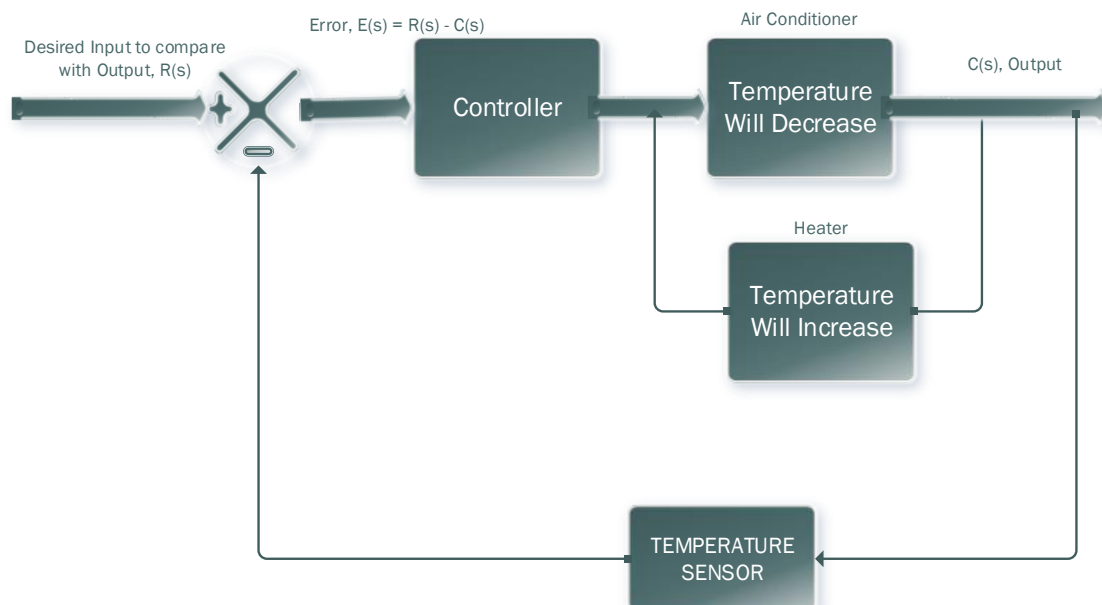 Desired Input to compare
with Output, R(s)
Error, E(s) = R(s) - C(s)
Controller
Air Conditioner
Temperature
Will Decrease
C(s), Output
Heater
Temperature
Will Increase
TEMPERATURE
SENSOR